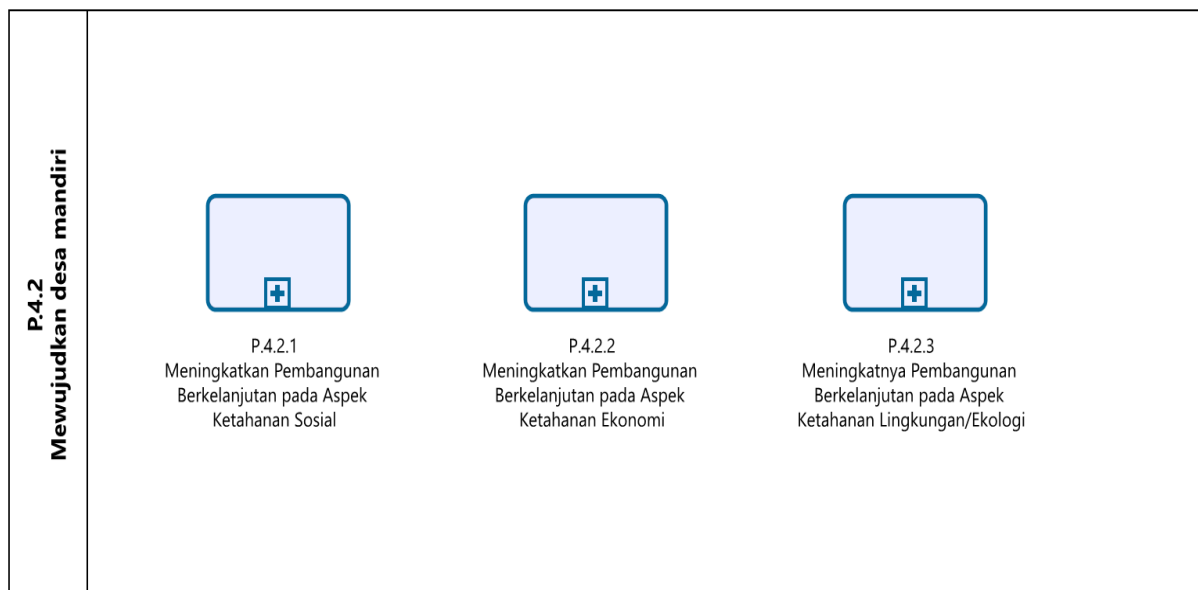 P.4.2
Mewujudkan desa mandiri
P.4.2.1
Meningkatkan Pembangunan
Berkelanjutan pada Aspek
Ketahanan Sosial
P.4.2.2
Meningkatkan Pembangunan
Berkelanjutan pada Aspek
Ketahanan Ekonomi
P.4.2.3
Meningkatnya Pembangunan
Berkelanjutan pada Aspek
Ketahanan Lingkungan/Ekologi